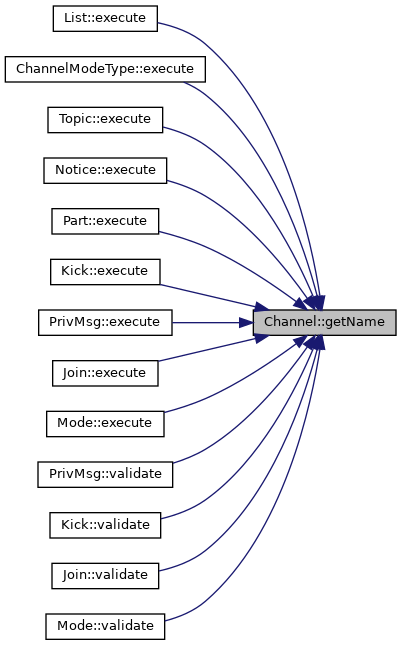 List::execute
ChannelModeType::execute
Topic::execute
Notice::execute
Part::execute
Kick::execute
PrivMsg::execute
Channel::getName
Join::execute
Mode::execute
PrivMsg::validate
Kick::validate
Join::validate
Mode::validate